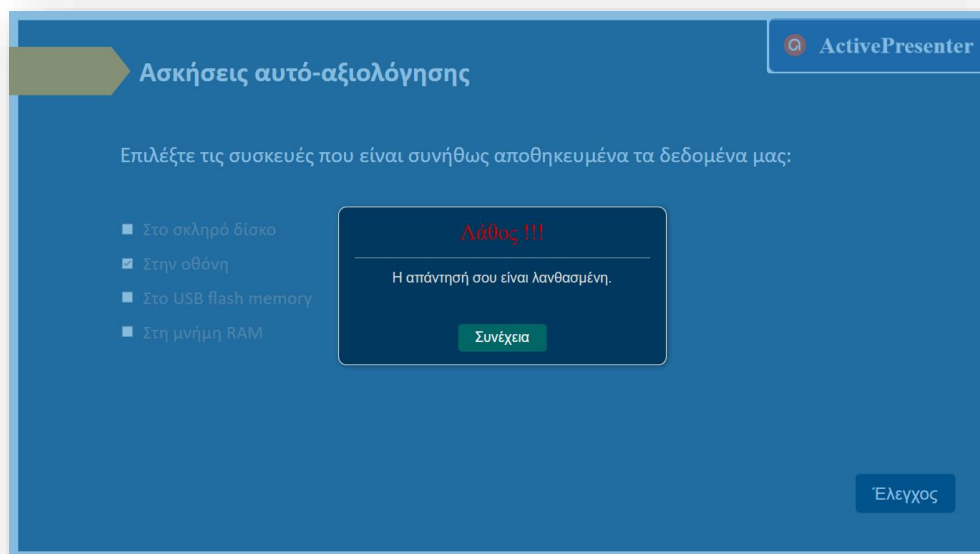 ActivePresenter
Ασκήσεις αυτό-αξιολόγησης
Επιλέξτε τις συσκευές που είναι συνήθως αποθηκευμένα τα δεδομένα μας:
Στο σκληρό δίσκο
Στην οθόνη
Στο USB flash memory
Στη μνήμη RAM
Λάθος !!!
Η απάντησή σου είναι λανθασμένη.
Συνέχεια
Έλεγχος